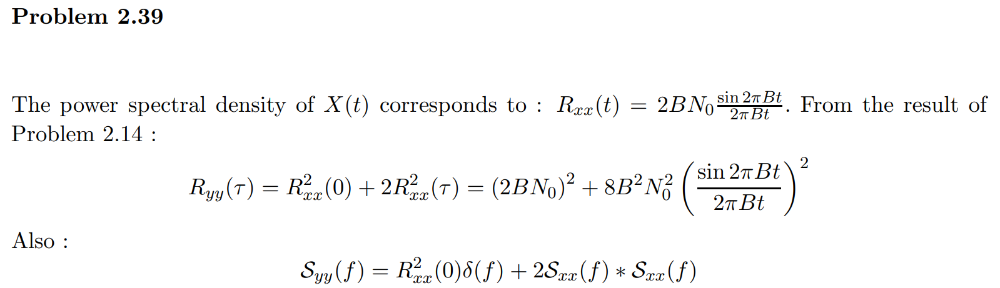 Problem 2.39
The power spectral density of X(t) corresponds to : R_{xx}(t) = 2BN_0 \frac{\sin 2\pi Bt}{2\pi Bt}. From the result of
Problem 2.14 :
R_{yy}(\tau) = R_{xx}^2(0) + 2R_{xx}^2(\tau) = (2BN_0)^2 + 8B^2N_0^2 \left(\frac{\sin 2\pi Bt}{2\pi Bt}\right)^2
Also :
\mathcal{S}_{yy}(f) = R_{xx}^2(0)\delta(f) + 2\mathcal{S}_{xx}(f) * \mathcal{S}_{xx}(f)